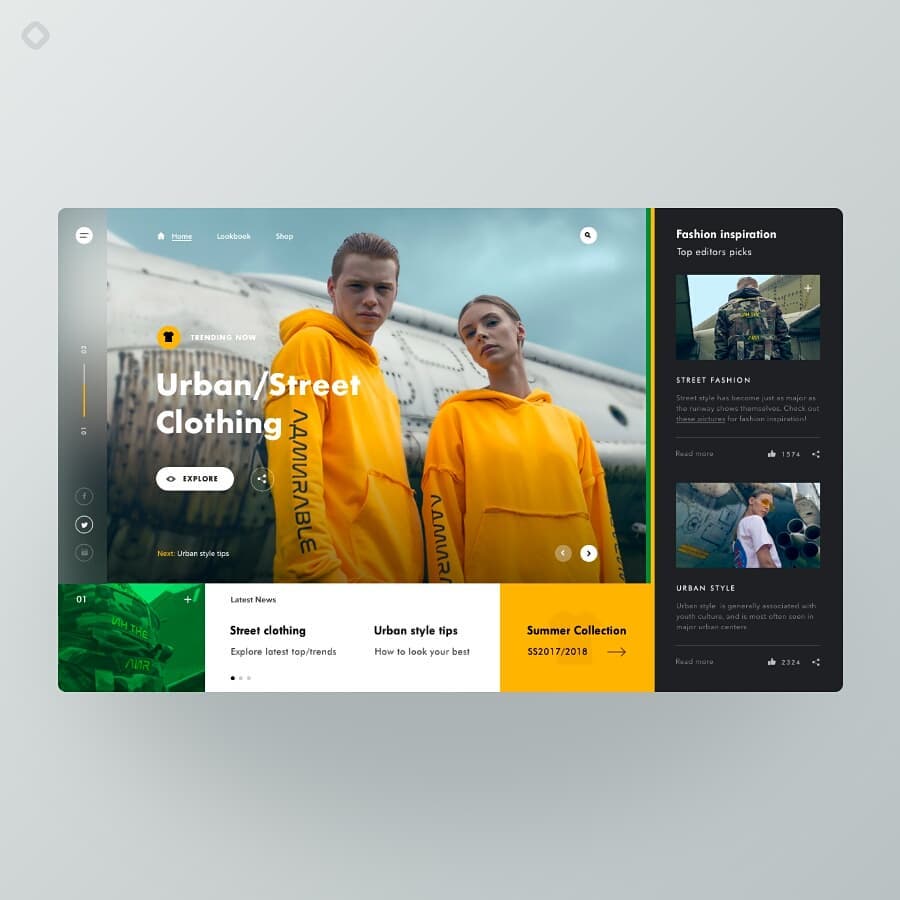 Home
Lookbook
Shop
TRENDING NOW
Urban/Street
Clothing
EXPLORE
Next: Urban style tips
02
01
01
Latest News
Street clothing
Explore latest top/trends
Urban style tips
How to look your best
Summer Collection
SS2017/2018
Fashion inspiration
Top editors picks
STREET FASHION
Street style has become just as major as
the runway shows themselves. Check out
these pictures for fashion inspiration!
Read more
1574
URBAN STYLE
Urban style is generally associated with
youth culture, and is most often seen in
major urban centers
Read more
2324